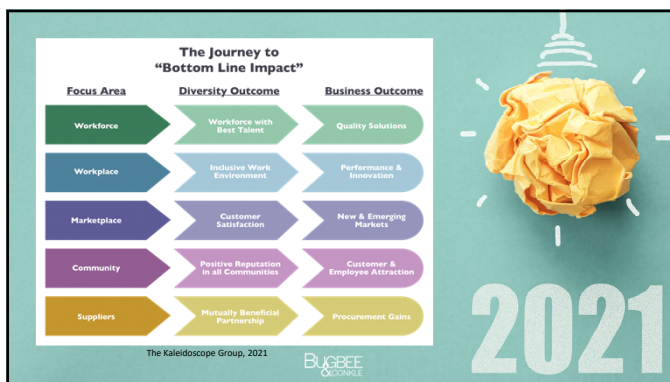 The Journey to
“Bottom Line Impact”
Focus Area Diversity Outcome Business Outcome
Workforce
Workforce with
Best Talent
Quality Solutions
Workplace
Inclusive Work
Environment
Performance &
Innovation
Marketplace
Customer
Satisfaction
New & Emerging
Markets
Community
Positive Reputation
in all Communities
Customer &
Employee Attraction
Suppliers
Mutually Beneficial
Partnership
Procurement Gains
The Kaleidoscope Group, 2021
BUGBEE
& CONKLE
2021